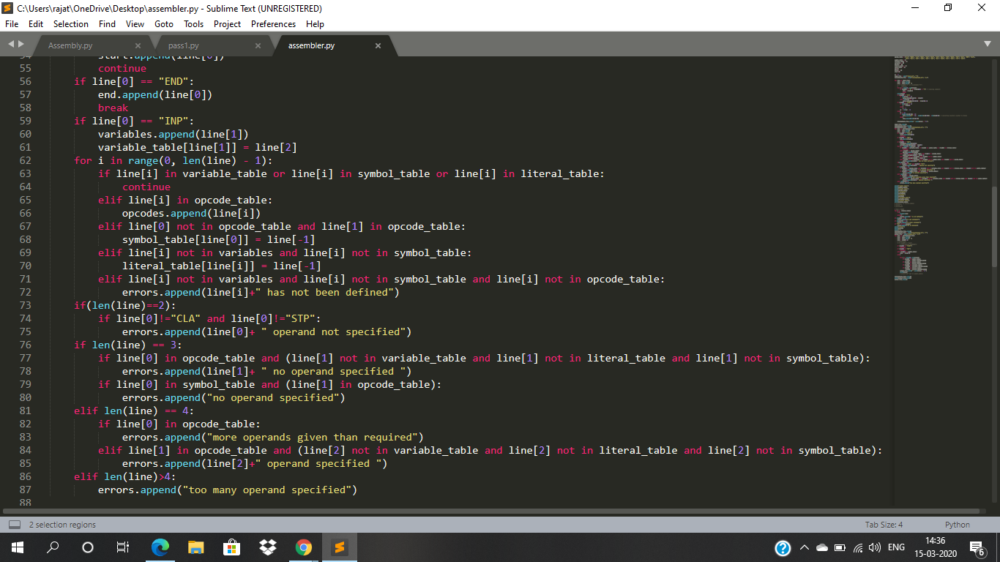 C:\Users\rajat\OneDrive\Desktop\assembler.py - Sublime Text (UNREGISTERED)
File Edit Selection Find View Goto Tools Project Preferences Help
Assembly.py × pass1.py × assembler.py ×
54 start.append(line[0])
55 continue
56 if line[0] == "END":
57 end.append(line[0])
58 break
59 if line[0] == "INP":
60 variables.append(line[1])
61 variable_table[line[1]] = line[2]
62 for i in range(0, len(line) - 1):
63 if line[i] in variable_table or line[i] in symbol_table or line[i] in literal_table:
64 continue
65 elif line[i] in opcode_table:
66 opcodes.append(line[i])
67 elif line[0] not in opcode_table and line[1] in opcode_table:
68 symbol_table[line[0]] = line[-1]
69 elif line[i] not in variables and line[i] not in symbol_table:
70 literal_table[line[i]] = line[-1]
71 elif line[i] not in variables and line[i] not in symbol_table and line[i] not in opcode_table:
72 errors.append(line[i]+" has not been defined")
73 if(len(line)==2):
74 if line[0]!="CLA" and line[0]!="STP":
75 errors.append(line[0]+ " operand not specified")
76 if len(line) == 3:
77 if line[0] in opcode_table and (line[1] not in variable_table and line[1] not in literal_table and line[1] not in symbol_table):
78 errors.append(line[1]+ " no operand specified ")
79 if line[0] in symbol_table and (line[1] in opcode_table):
80 errors.append("no operand specified")
81 elif len(line) == 4:
82 if line[0] in opcode_table:
83 errors.append("more operands given than required")
84 elif line[1] in opcode_table and (line[2] not in variable_table and line[2] not in literal_table and line[2] not in symbol_table):
85 errors.append(line[2]+" operand specified ")
86 elif len(line)>4:
87 errors.append("too many operand specified")
88
2 selection regions Tab Size: 4 Python
ENG 14:36
15-03-2020 6